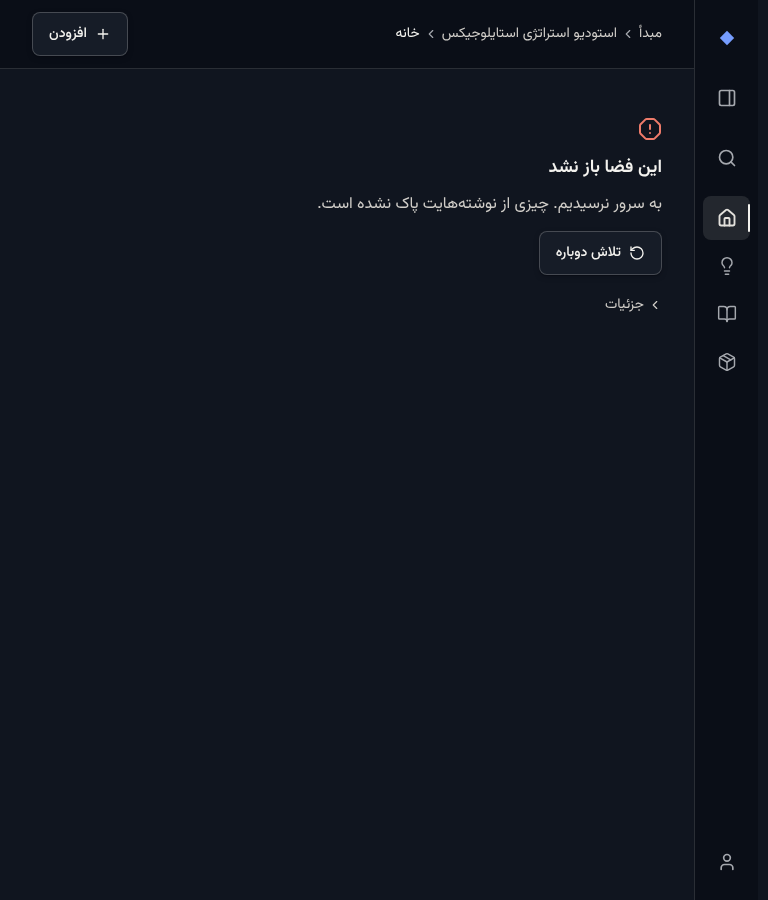 مبدأ › استودیو استراتژی استایلوجیکس › خانه
افزودن
این فضا باز نشد
به سرور نرسیدیم. چیزی از نوشته‌هایت پاک نشده است.
تلاش دوباره
جزئیات